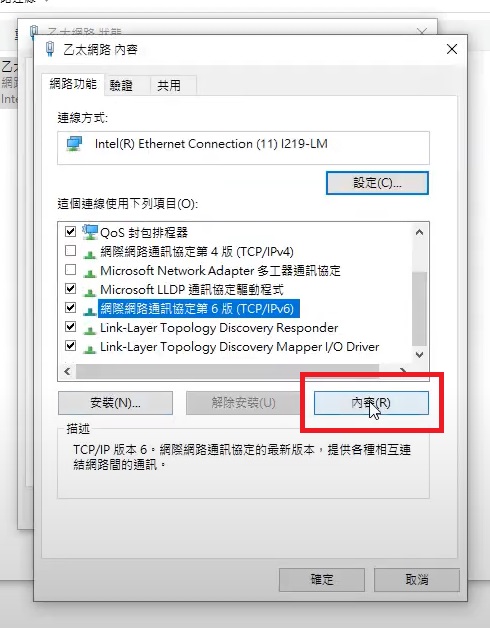 乙太網路 狀態
乙太網路 內容
網路功能 驗證 共用
連線方式:
Intel(R) Ethernet Connection (11) I219-LM
設定(C)...
這個連線使用下列項目(O):
QoS 封包排程器
網際網路通訊協定第 4 版 (TCP/IPv4)
Microsoft Network Adapter 多工器通訊協定
Microsoft LLDP 通訊協定驅動程式
網際網路通訊協定第 6 版 (TCP/IPv6)
Link-Layer Topology Discovery Responder
Link-Layer Topology Discovery Mapper I/O Driver
安裝(N)... 解除安裝(U) 內容(R)
描述
TCP/IP 版本 6。網際網路通訊協定的最新版本，提供各種相互連
結網路間的通訊。
確定 取消